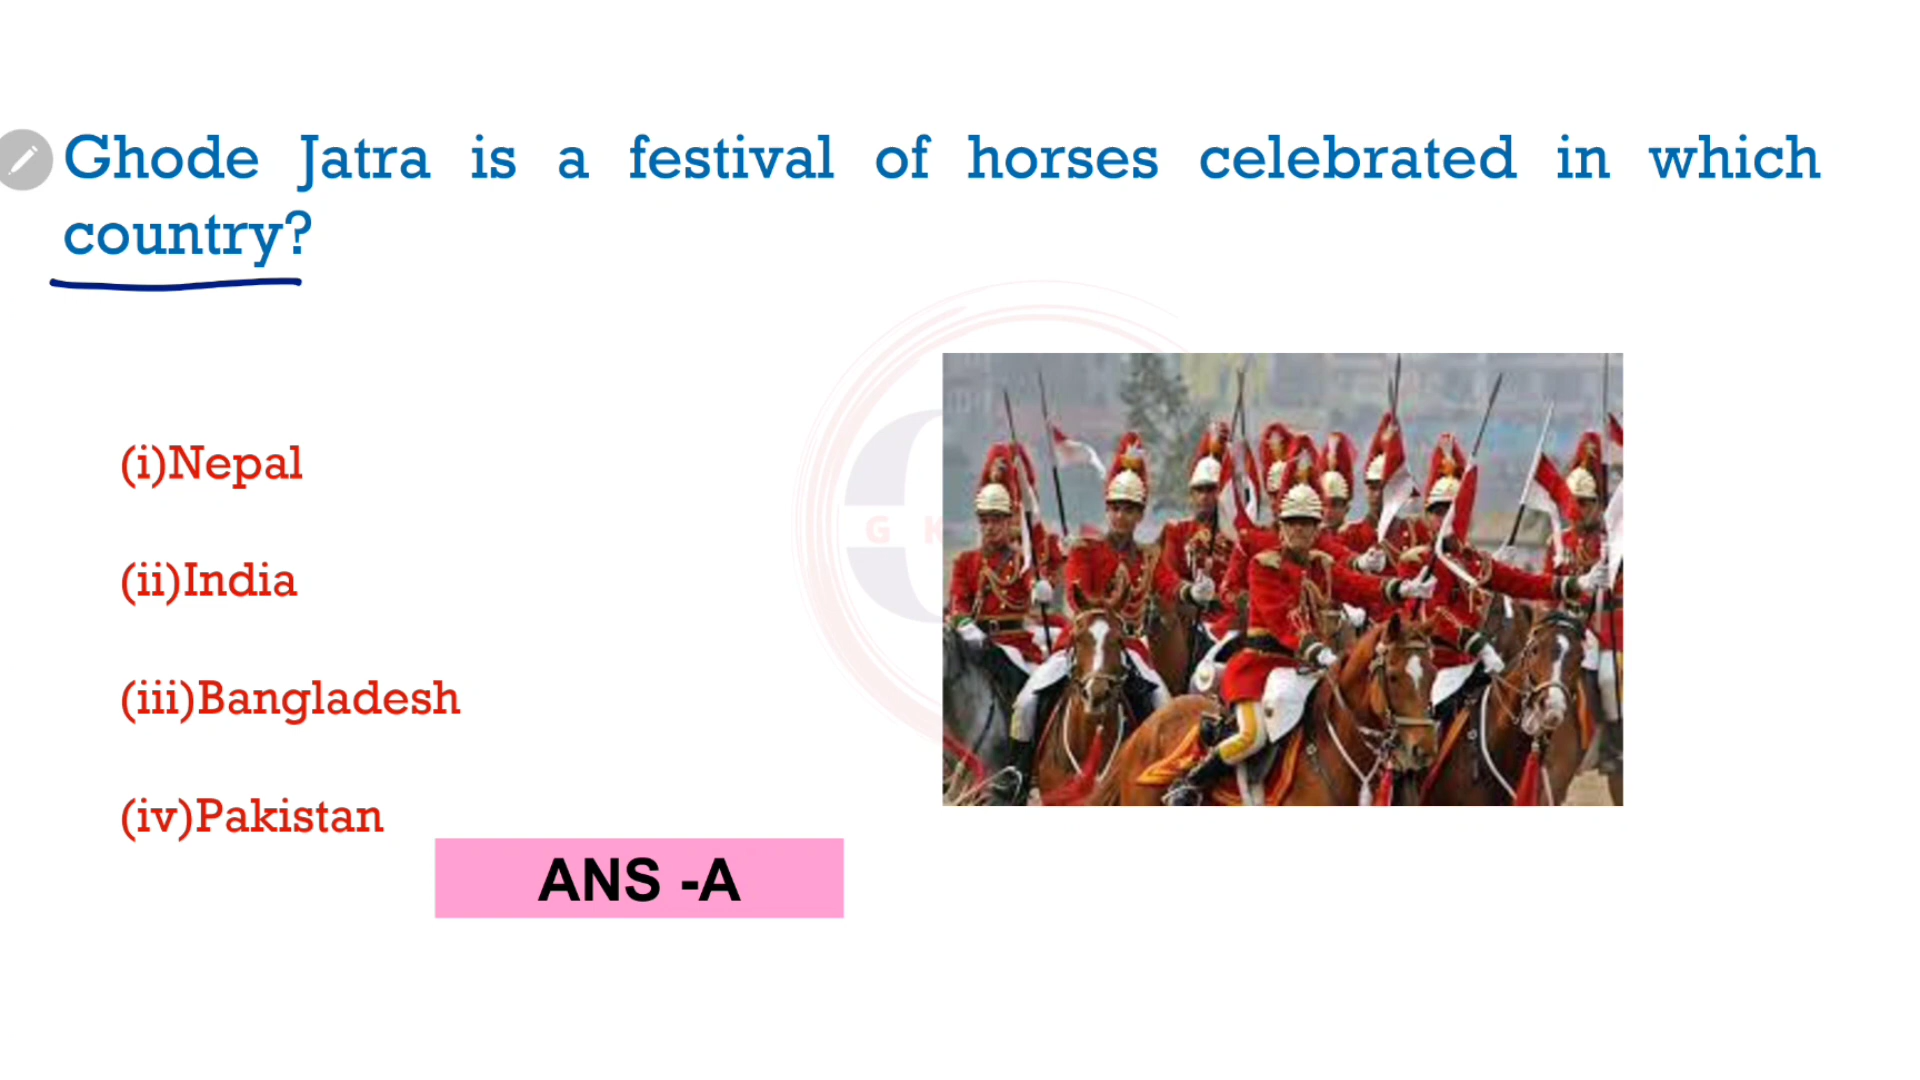 Ghode Jatra is a festival of horses celebrated in which
country?
(i)Nepal
G K
(ii)India
(iii)Bangladesh
(iv)Pakistan
ANS -A